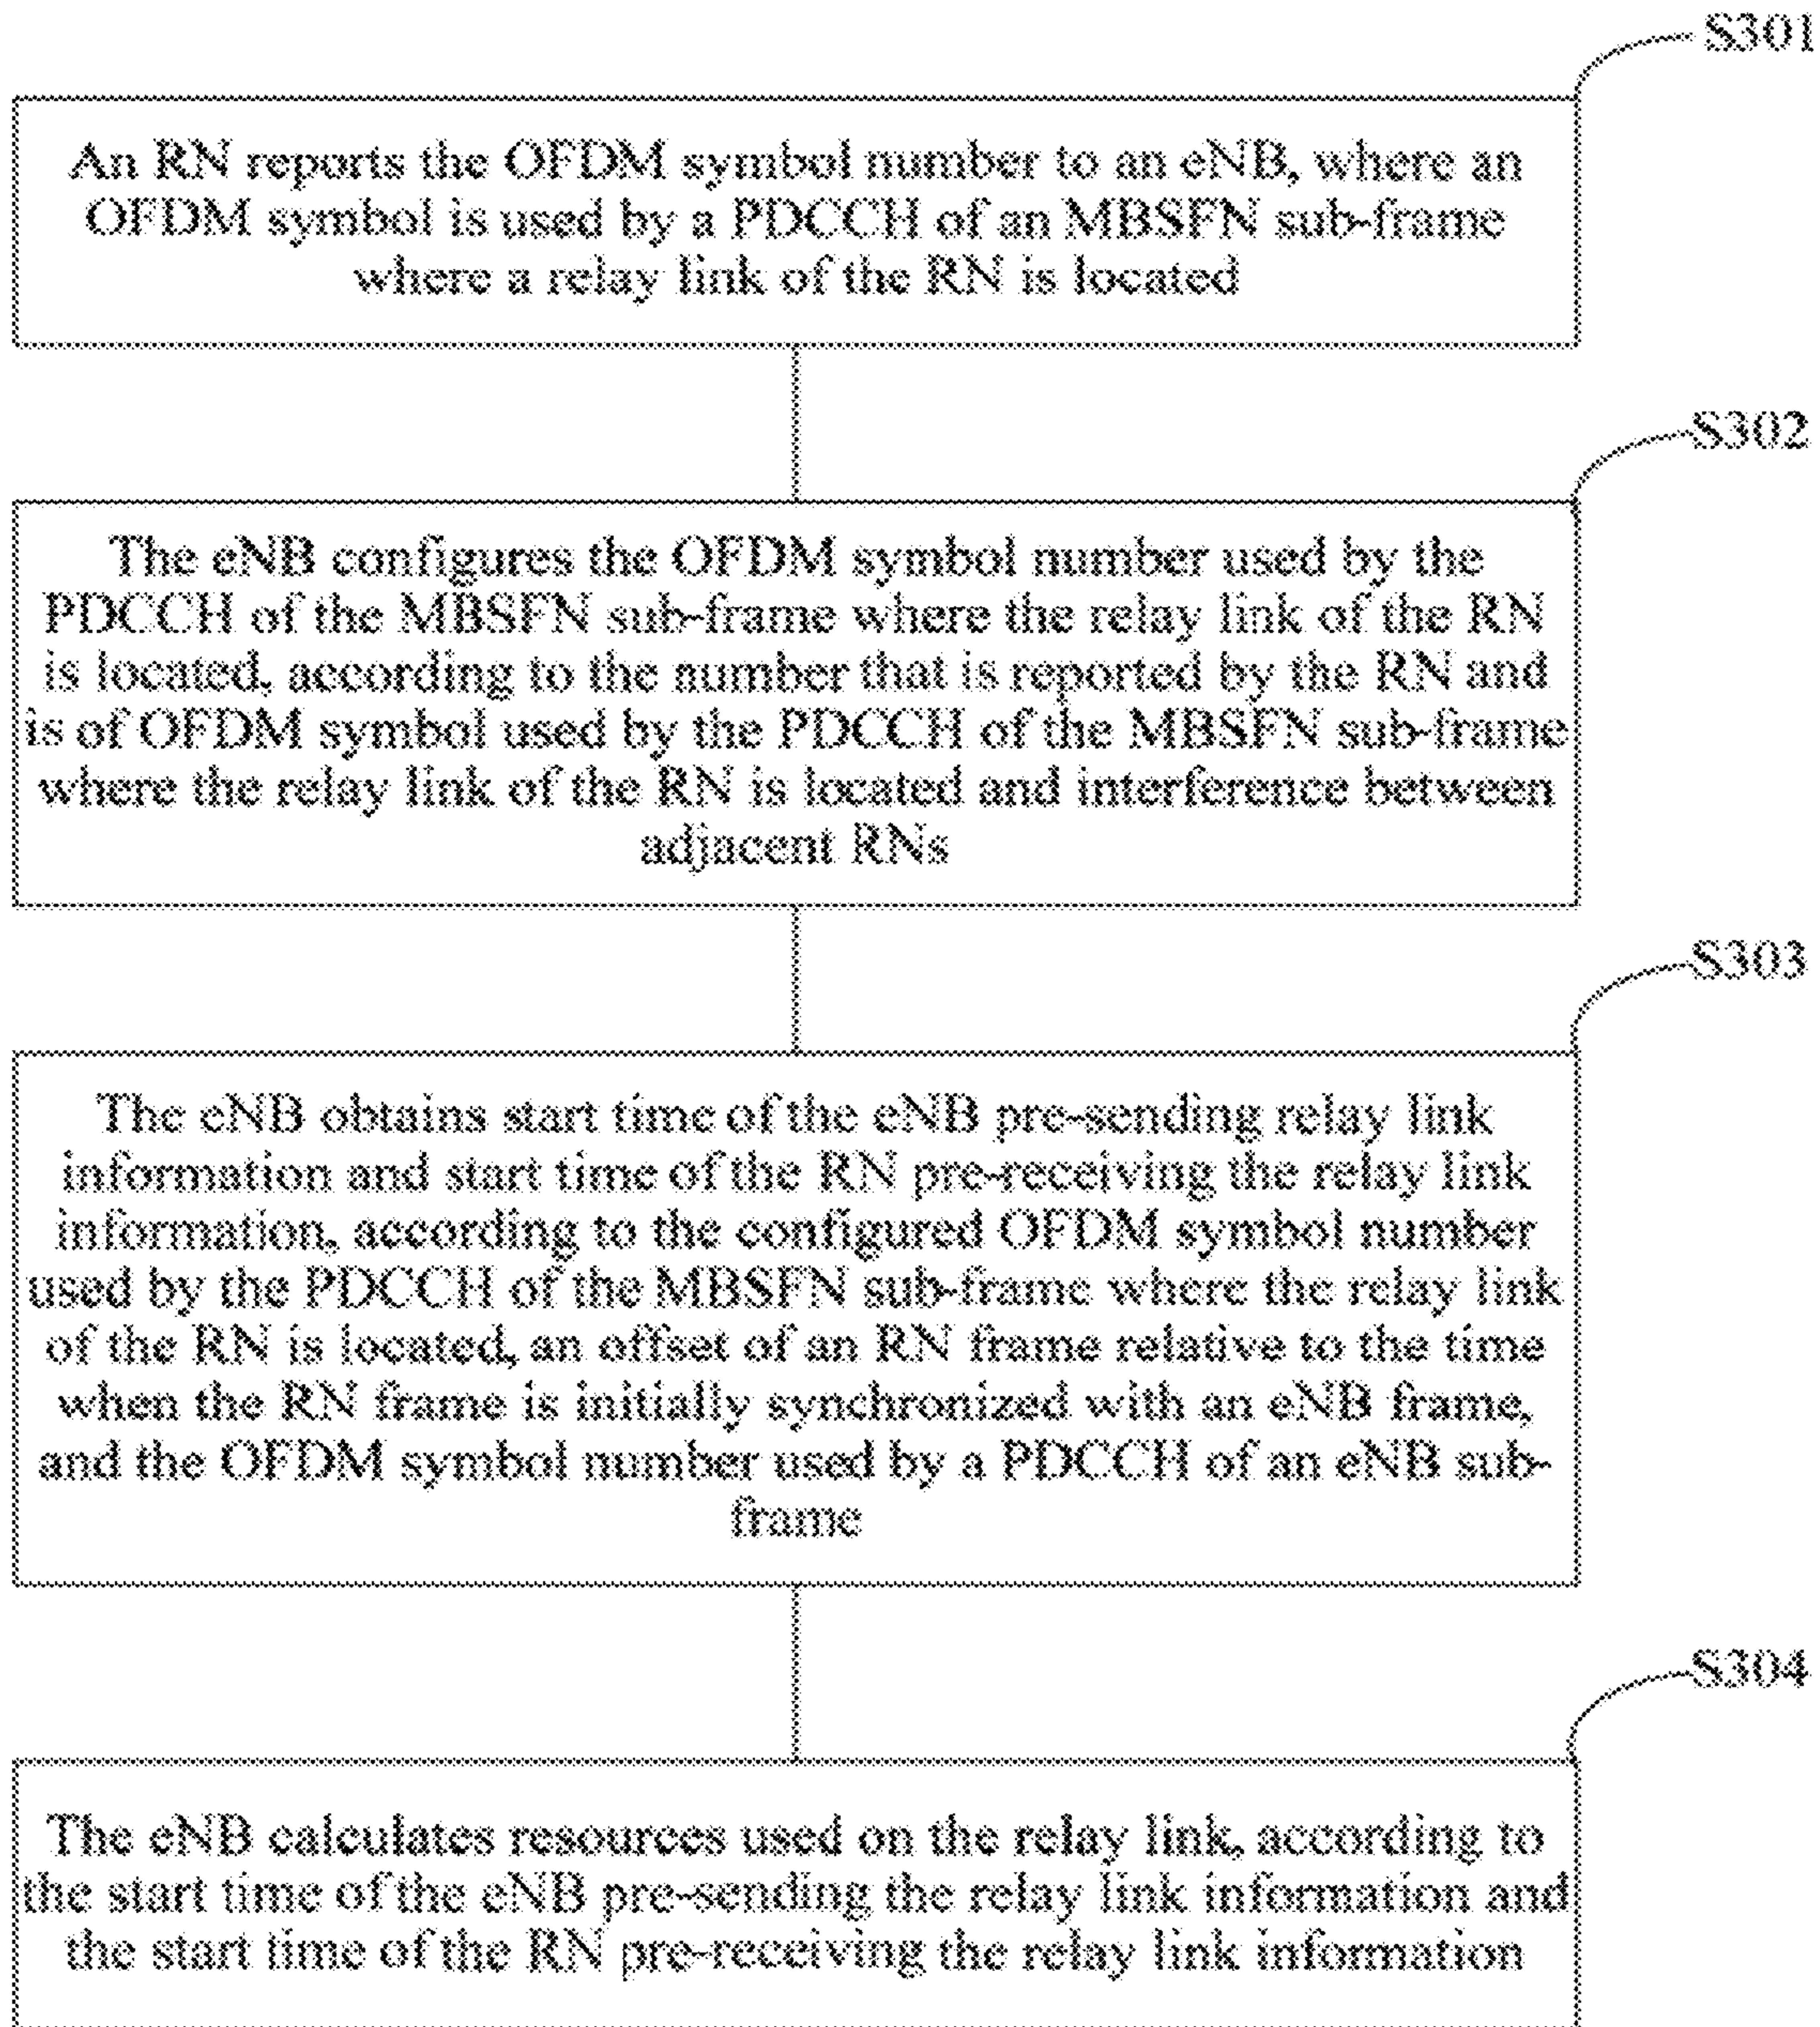 S301
An RN reports the OFDM symbol number to an eNB, where an
OFDM symbol is used by a PDCCH of an MBSFN sub-frame
where a relay link of the RN is located
S302
The eNB configures the OFDM symbol number used by the
PDCCH of the MBSFN sub-frame where the relay link of the RN
is located, according to the number that is reported by the RN and
is of OFDM symbol used by the PDCCH of the MBSFN sub-frame
where the relay link of the RN is located and interference between
adjacent RNs
S303
The eNB obtains start time of the eNB pre-sending relay link
information and start time of the RN pre-receiving the relay link
information, according to the configured OFDM symbol number
used by the PDCCH of the MBSFN sub-frame where the relay link
of the RN is located, an offset of an RN frame relative to the time
when the RN frame is initially synchronized with an eNB frame,
and the OFDM symbol number used by a PDCCH of an eNB sub-
frame
S304
The eNB calculates resources used on the relay link, according to
the start time of the eNB pre-sending the relay link information and
the start time of the RN pre-receiving the relay link information